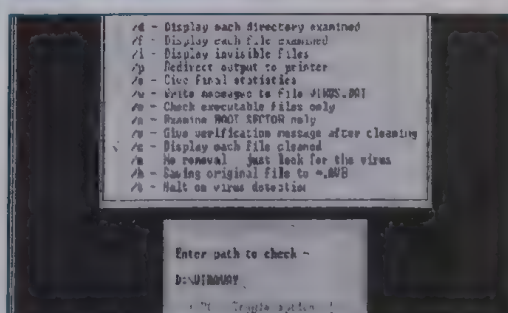 /d - Display each directory examined
/f - Display each file examined
/i - Display invisible files
/p - Redirect output to printer
- Give final statistics
- Write messages to file VIRUS.DAT
- Check executable files only
- Examine BOOT SECTOR only
- Give verification message after cleaning
- Display each file cleaned
No removal just look for the virus
/h - Saving original file to
- Halt on virus detection
Enter path to check -